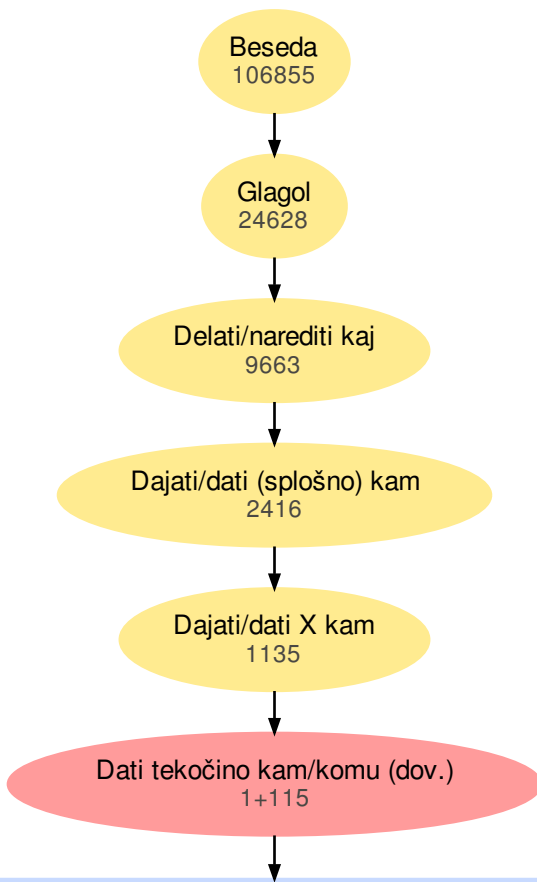 Beseda
106855
Glagol
24628
Delati/narediti kaj
9663
Dajati/dati (splošno) kam
2416
Dajati/dati X kam
1135
Dati tekočino kam/komu (dov.)
1+115